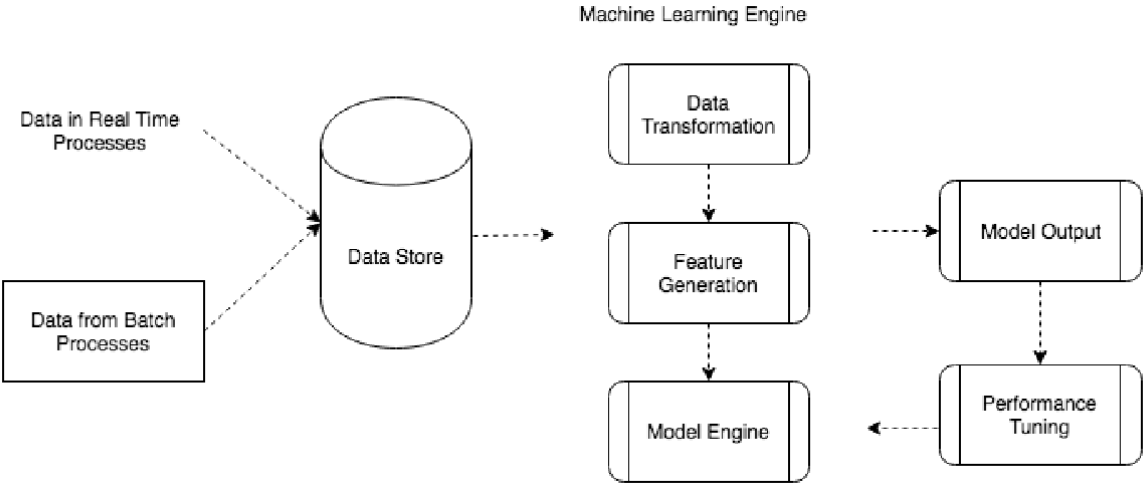 Machine Learning Engine
Data in Real Time
Processes
Data from Batch
Processes
Data Store
Data
Transformation
Feature
Generation
Model Engine
Model Output
Performance
Tuning